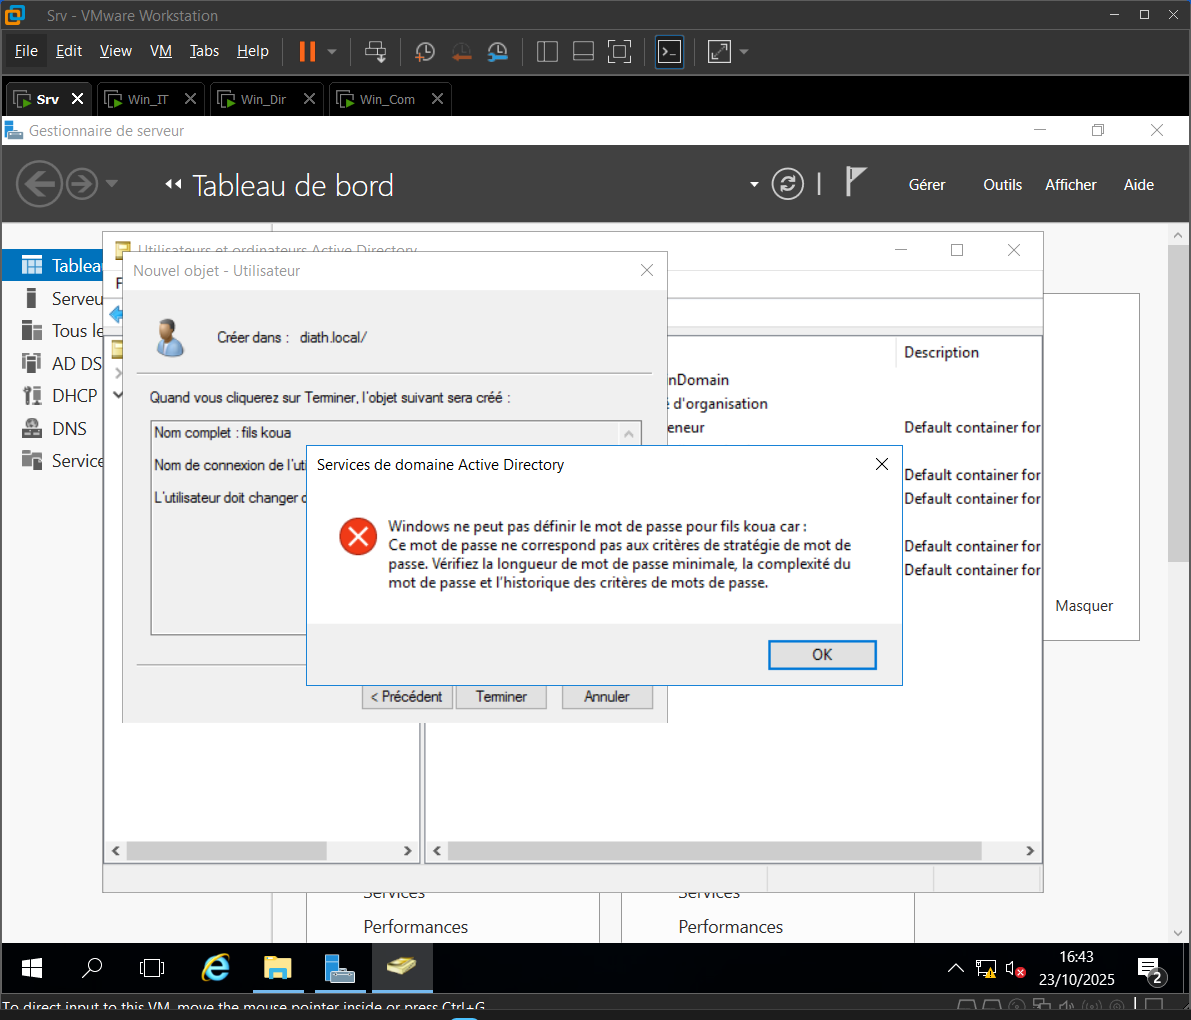 Srv - VMware Workstation
File Edit View VM Tabs Help
Srv Win_IT Win_Dir Win_Com
Gestionnaire de serveur
Tableau de bord
Gérer Outils Afficher Aide
Utilisateurs et ordinateurs Active Directory
Nouvel objet - Utilisateur
Tablea
F
Serveu
Tous le
AD DS
DHCP
DNS
Service
Créer dans : diath.local/
Quand vous cliquerez sur Terminer, l'objet suivant sera créé :
Nom complet : fils koua
Nom de connexion de l'uti
L'utilisateur doit changer
Description
nDomain
d'organisation
eneur
Default container for
Default container for
Default container for
Default container for
Default container for
Services de domaine Active Directory
Windows ne peut pas définir le mot de passe pour fils koua car :
Ce mot de passe ne correspond pas aux critères de stratégie de mot de
passe. Vérifiez la longueur de mot de passe minimale, la complexité du
mot de passe et l'historique des critères de mots de passe.
OK
< Précédent Terminer Annuler
Masquer
Services Services
Performances Performances
16:43
23/10/2025
2
To direct input to this VM, move the mouse pointer inside or press Ctrl+G.